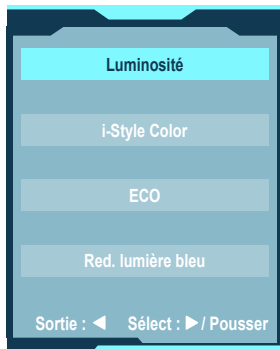 Luminosité
i-Style Color
ECO
Red. lumière bleu
Sortie : ◀ Sélect : ▶ / Pousser